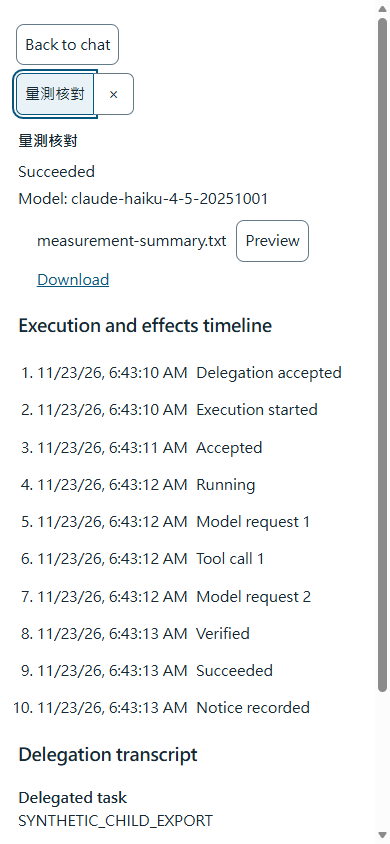 Back to chat
量測核對 ×
量測核對
Succeeded
Model: claude-haiku-4-5-20251001
measurement-summary.txt Preview
Download
Execution and effects timeline
1. 11/23/26, 6:43:10 AM Delegation accepted
2. 11/23/26, 6:43:10 AM Execution started
3. 11/23/26, 6:43:11 AM Accepted
4. 11/23/26, 6:43:12 AM Running
5. 11/23/26, 6:43:12 AM Model request 1
6. 11/23/26, 6:43:12 AM Tool call 1
7. 11/23/26, 6:43:12 AM Model request 2
8. 11/23/26, 6:43:13 AM Verified
9. 11/23/26, 6:43:13 AM Succeeded
10. 11/23/26, 6:43:13 AM Notice recorded
Delegation transcript
Delegated task
SYNTHETIC_CHILD_EXPORT